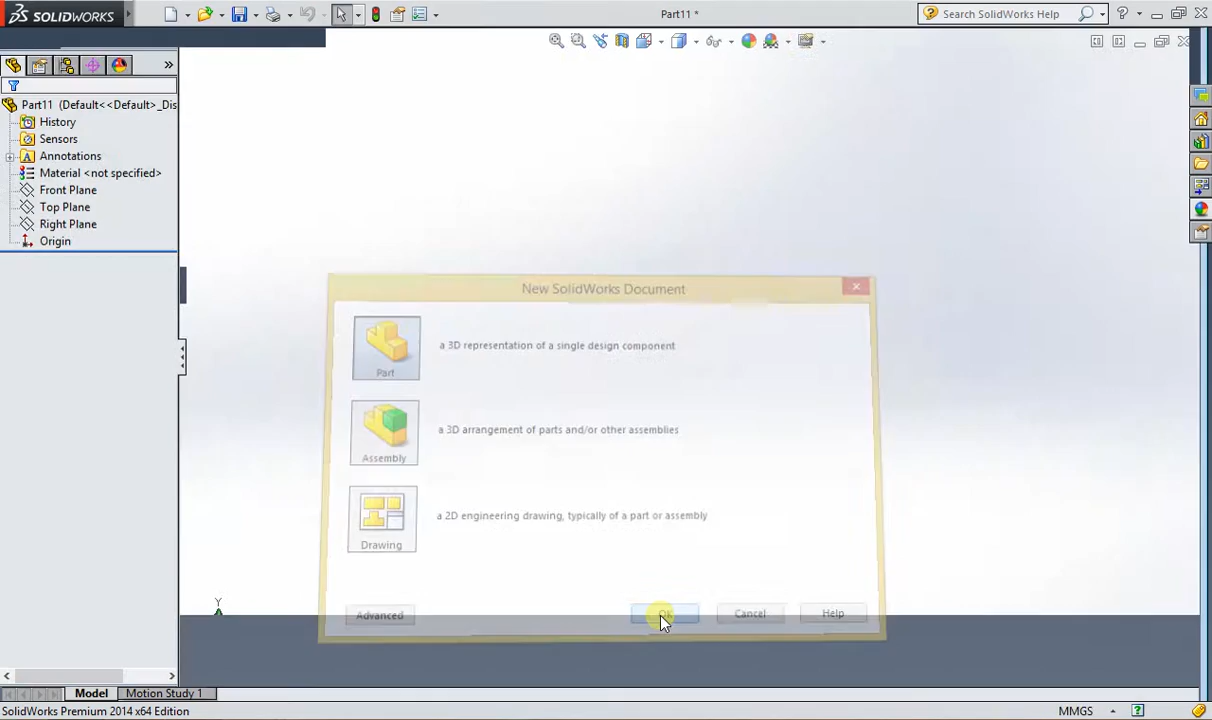 SOLIDWORKS
Part11 *
Search SolidWorks Help
Part11 (Default<<Default>_Dis
History
Sensors
Annotations
Material <not specified>
Front Plane
Top Plane
Right Plane
Origin
New SolidWorks Document
Part
a 3D representation of a single design component
Assembly
a 3D arrangement of parts and/or other assemblies
Drawing
a 2D engineering drawing, typically of a part or assembly
Advanced
OK
Cancel
Help
Y
Model
Motion Study 1
SolidWorks Premium 2014 x64 Edition
MMGS